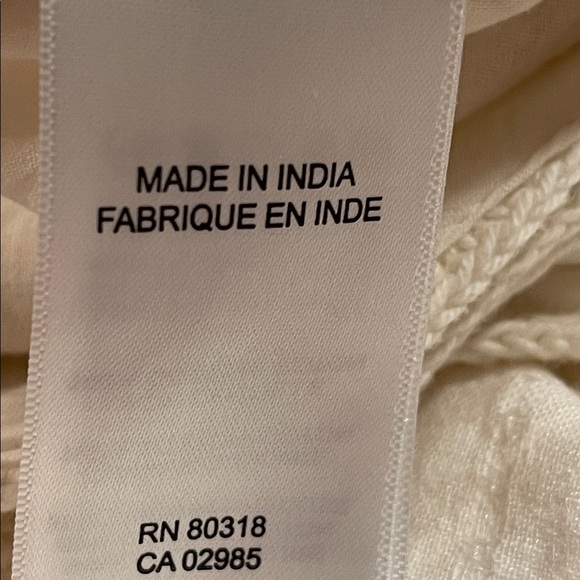 MADE IN INDIA
FABRIQUE EN INDE
RN 80318
CA 02985